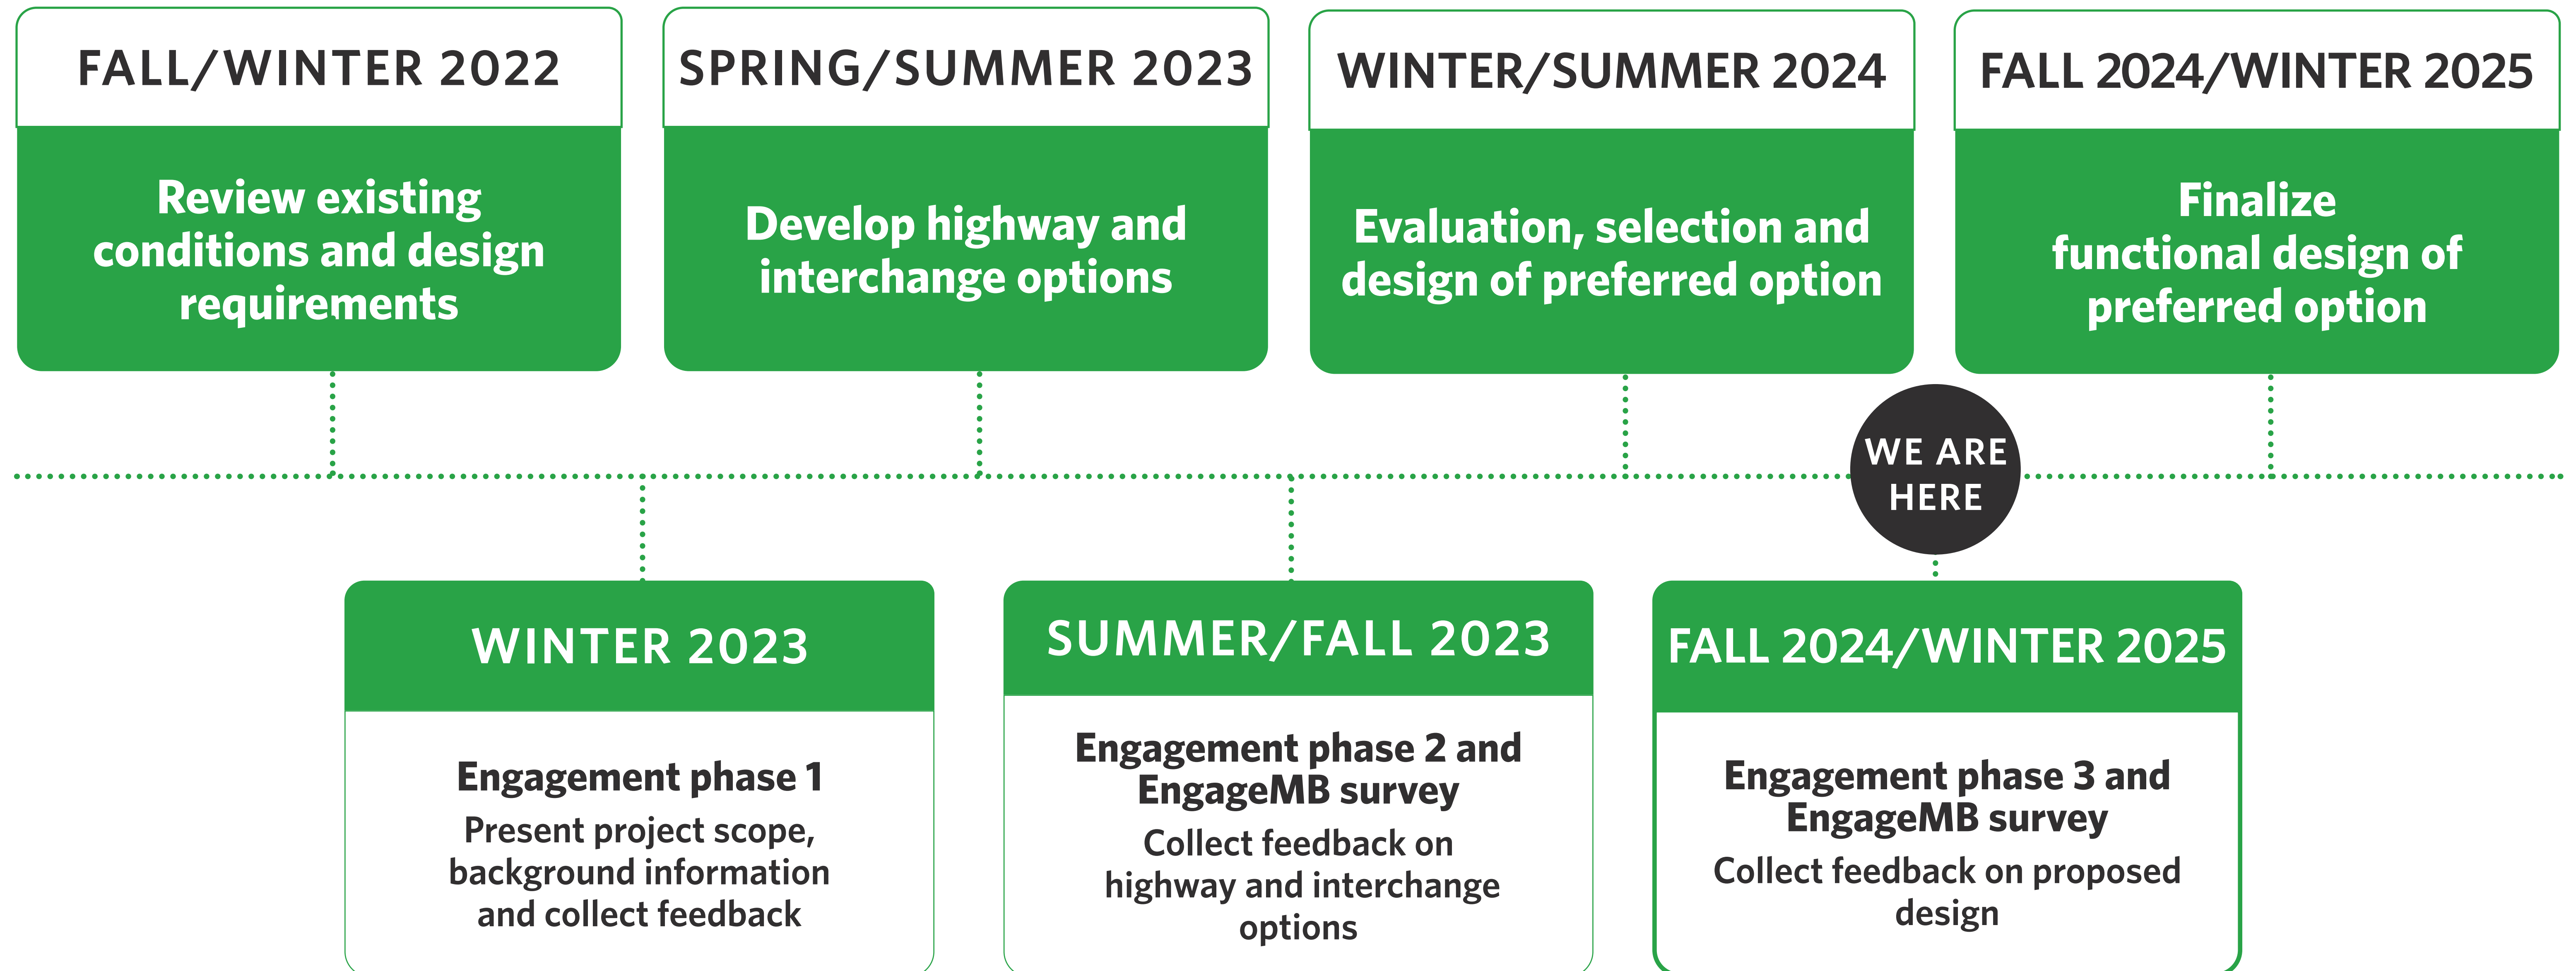 FALL/WINTER 2022
Review existing
conditions and design
requirements
SPRING/SUMMER 2023
Develop highway and
interchange options
WINTER/SUMMER 2024
Evaluation, selection and
design of preferred option
FALL 2024/WINTER 2025
Finalize
functional design of
preferred option
WE ARE
HERE
WINTER 2023
Engagement phase 1
Present project scope,
background information
and collect feedback
SUMMER/FALL 2023
Engagement phase 2 and
EngageMB survey
Collect feedback on
highway and interchange
options
FALL 2024/WINTER 2025
Engagement phase 3 and
EngageMB survey
Collect feedback on proposed
design